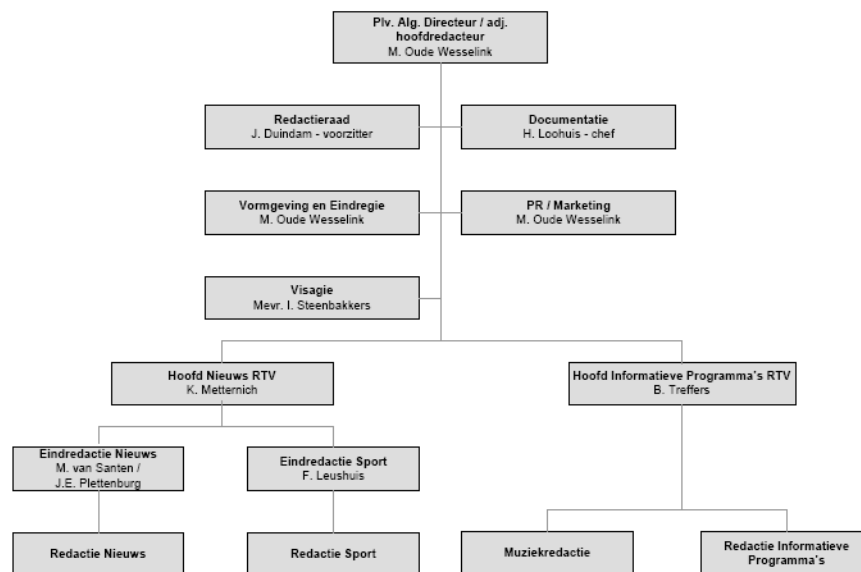 Plv. Alg. Directeur / adj.
hoofdredacteur
M. Oude Wesselink
Redactieraad
J. Duindam - voorzitter
Documentatie
H. Loohuis - chef
Vormgeving en Eindregie
M. Oude Wesselink
PR / Marketing
M. Oude Wesselink
Visagie
Mevr. I. Steenbakkers
Hoofd Nieuws RTV
K. Metternich
Hoofd Informatieve Programma's RTV
B. Treffers
Eindredactie Nieuws
M. van Santen /
J.E. Plettenburg
Eindredactie Sport
F. Leushuis
Redactie Nieuws
Redactie Sport
Muziekredactie
Redactie Informatieve
Programma's